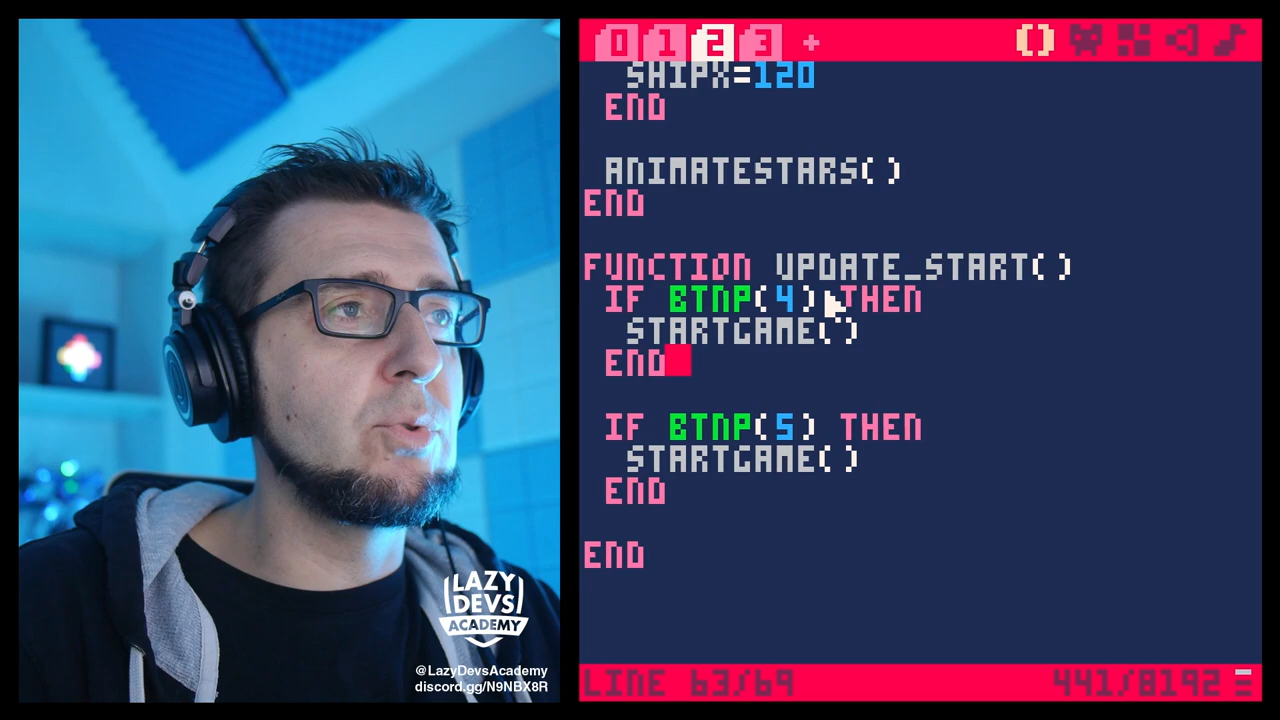 LAZY
DEVS
ACADEMY
@LazyDevsAcademy
discord.gg/N9NBX8R
0 1 2 3 + ()
SHIPX=120
END
ANIMATESTARS()
END
FUNCTION UPDATE_START()
IF BTNP(4) THEN
STARTGAME()
END
IF BTNP(5) THEN
STARTGAME()
END
END
LINE 63/69
441/8192